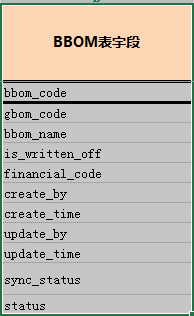 BBOM表字段
bbom_code
gbom_code
bbom_name
is_written_off
financial_code
create_by
create_time
update_by
update_time
sync_status
status